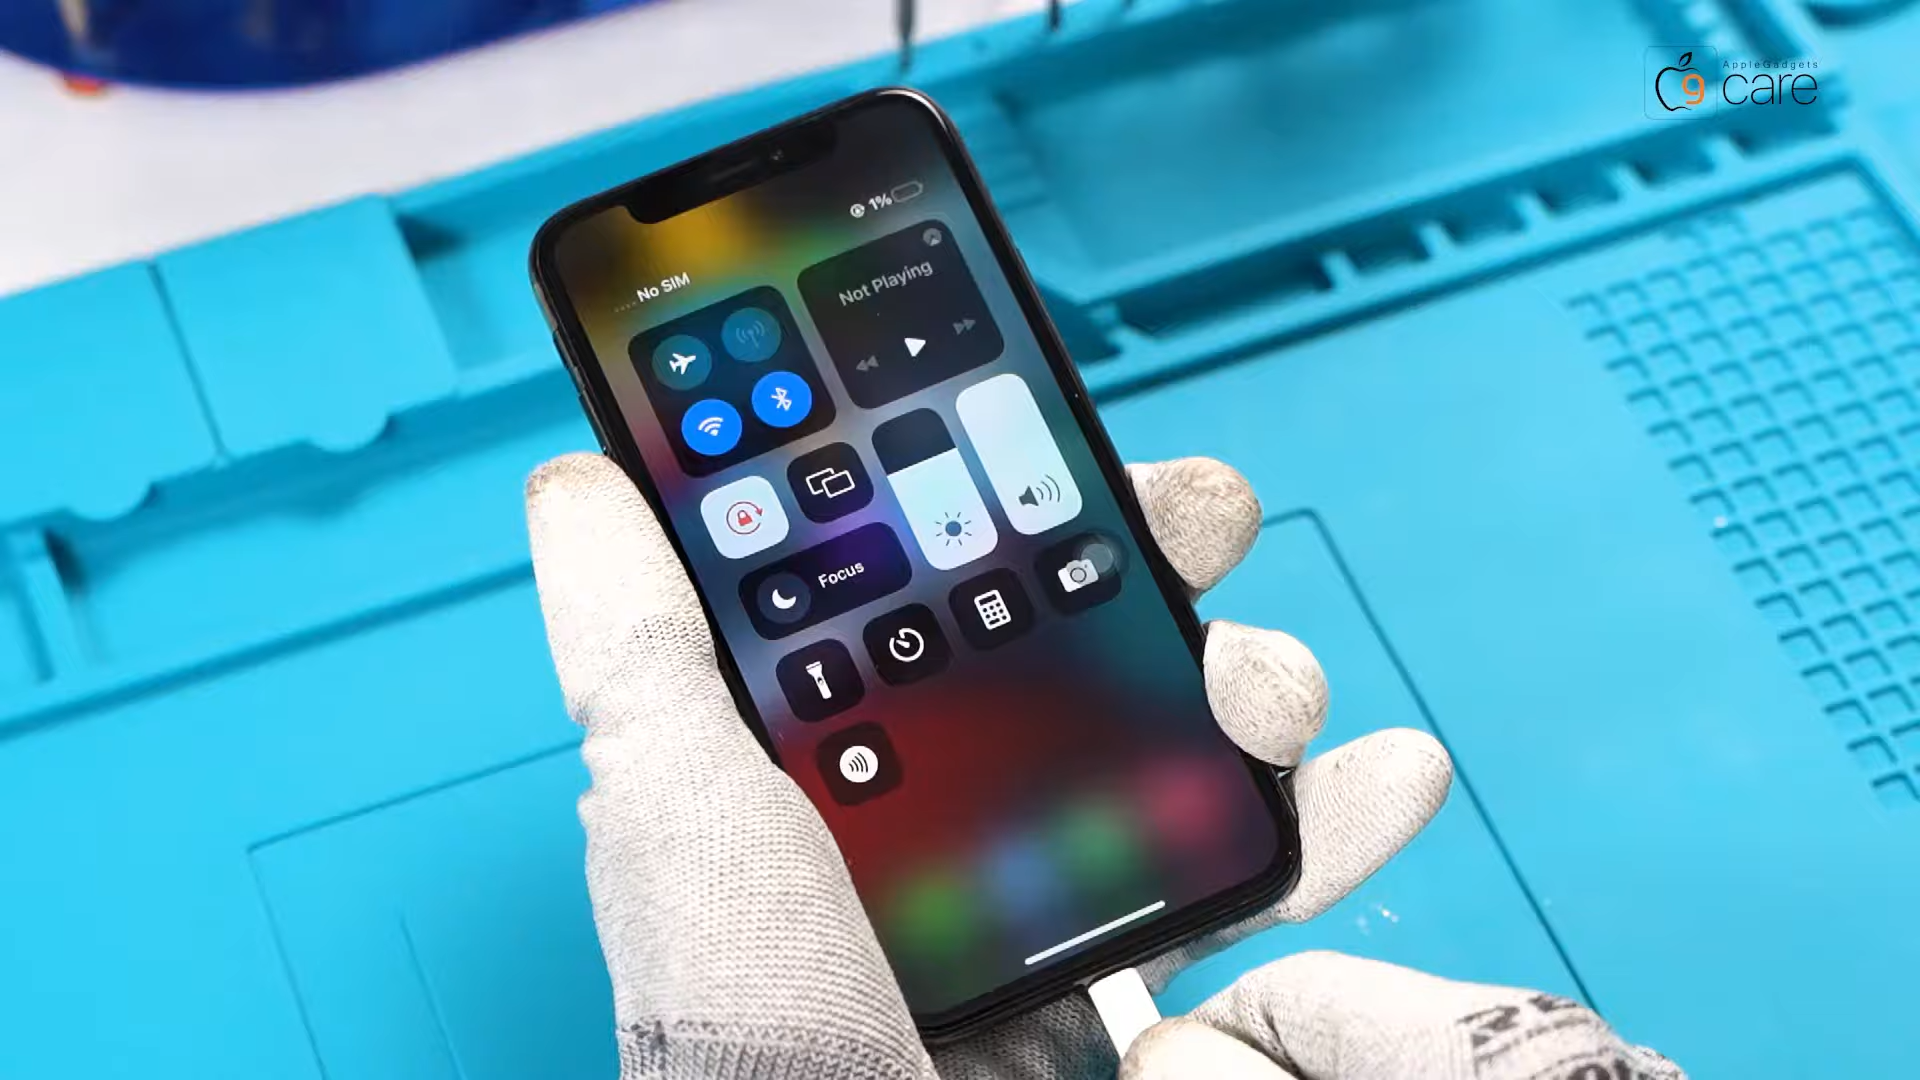 AppleGadgets
care
1%
No SIM
Not Playing
Focus